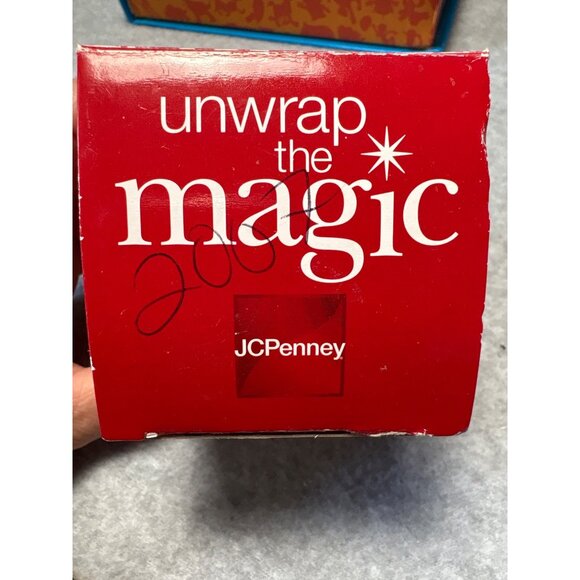 unwrap
the
magic
2007
JCPenney